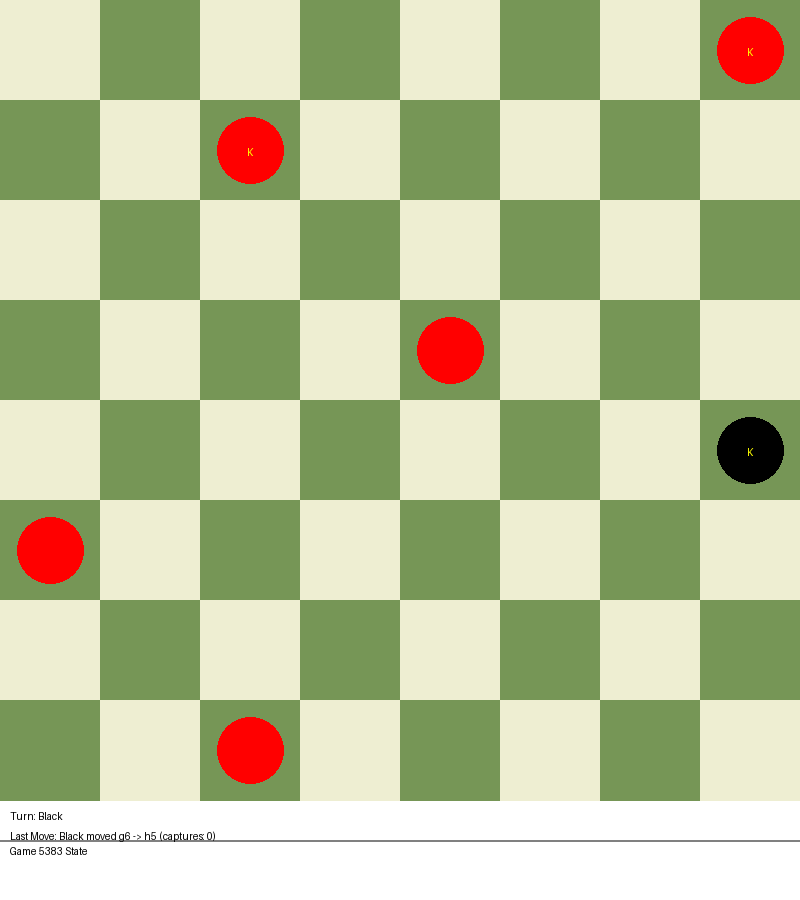 K
K
K
Turn: Black
Last Move: Black moved g6 -> h5 (captures: 0)
Game 5383 State